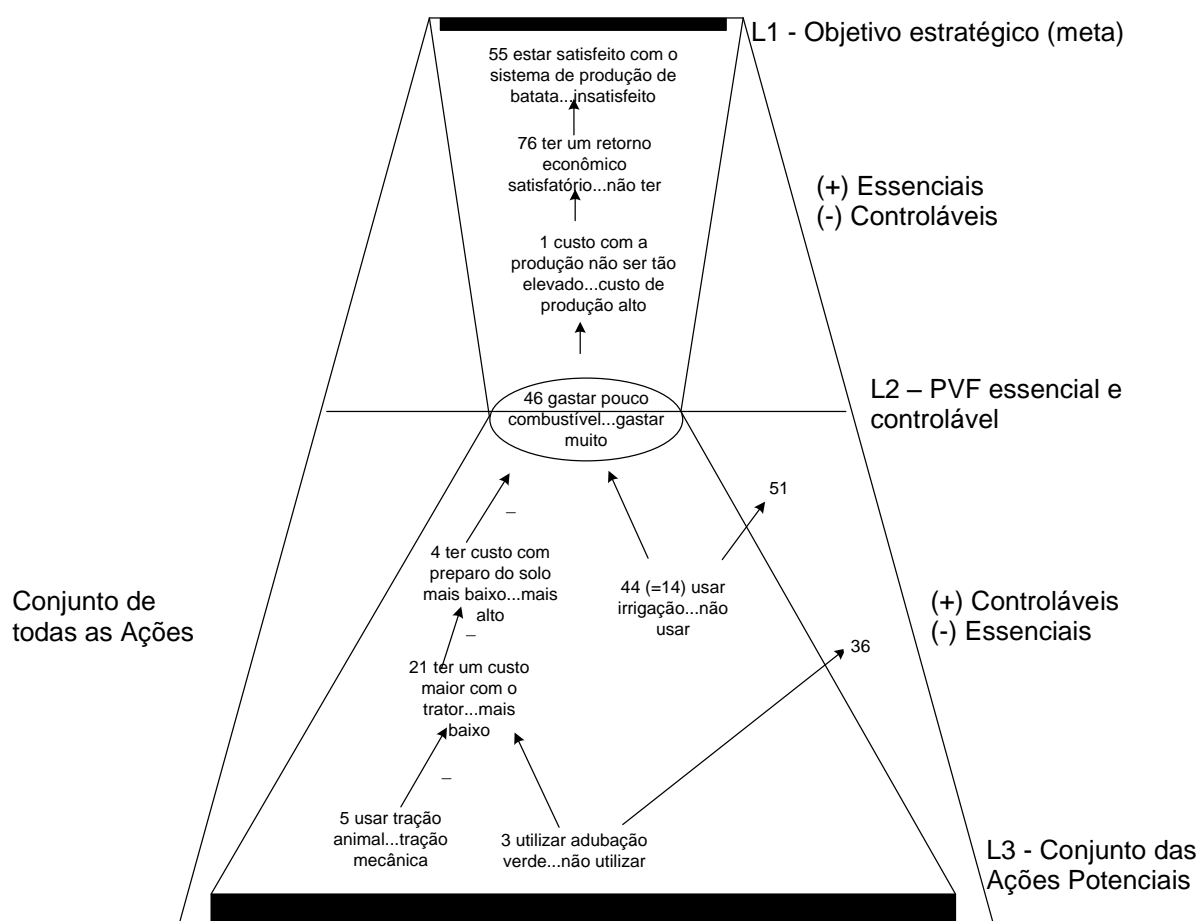 L1 - Objetivo estratégico (meta)
55 estar satisfeito com o
sistema de produção de
batata...insatisfeito
76 ter um retorno
econômico
satisfatório...não ter
(+) Essenciais
(-) Controláveis
1 custo com a
produção não ser tão
elevado...custo de
produção alto
L2 – PVF essencial e
controlável
46 gastar pouco
combustível...gastar
muito
51
_
4 ter custo com
preparo do solo
mais baixo...mais
alto
44 (=14) usar
irrigação...não
usar
Conjunto de
todas as Ações
(+) Controláveis
(-) Essenciais
_
36
21 ter um custo
maior com o
trator...mais
baixo
_
5 usar tração
animal...tração
mecânica
3 utilizar adubação
verde...não utilizar
L3 - Conjunto das
Ações Potenciais